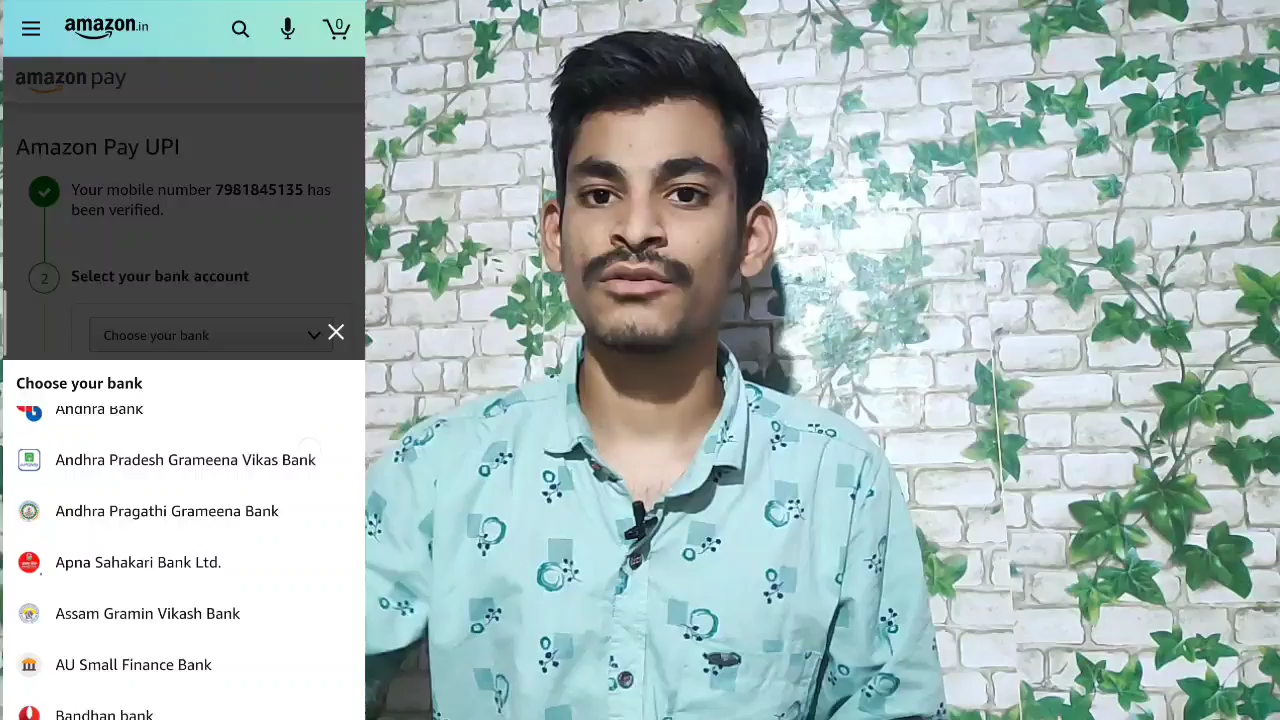 amazon.in
0
amazon pay
Amazon Pay UPI
Your mobile number 7981845135 has
been verified.
2
Select your bank account
Choose your bank
Choose your bank
Andhra Bank
Andhra Pradesh Grameena Vikas Bank
Andhra Pragathi Grameena Bank
Apna Sahakari Bank Ltd.
Assam Gramin Vikash Bank
AU Small Finance Bank
Bandhan bank